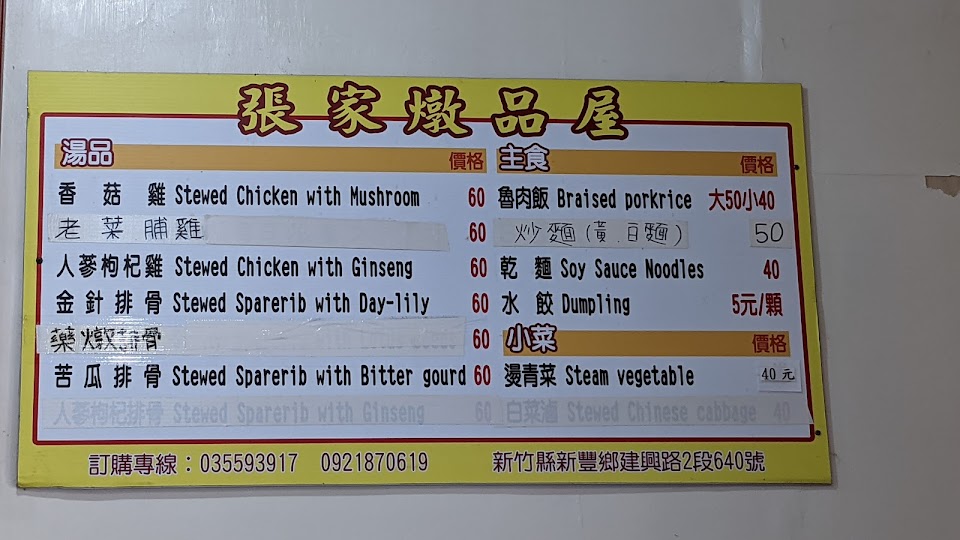 張家燉品屋
湯品 價格
香菇雞 Stewed Chicken with Mushroom 60
老菜脯雞 60
人蔘枸杞雞 Stewed Chicken with Ginseng 60
金針排骨 Stewed Sparerib with Day-lily 60
藥燉排骨 60
苦瓜排骨 Stewed Sparerib with Bitter gourd 60
人蔘枸杞排骨 Stewed Sparerib with Ginseng 60
主食 價格
魯肉飯 Braised porkrice 大50小40
炒麵(黃.白麵) 50
乾麵 Soy Sauce Noodles 40
水餃 Dumpling 5元/顆
小菜 價格
燙青菜 Steam vegetable 40元
白菜滷 Stewed Chinese cabbage 40
訂購專線：035593917 0921870619 新竹縣新豐鄉建興路2段640號